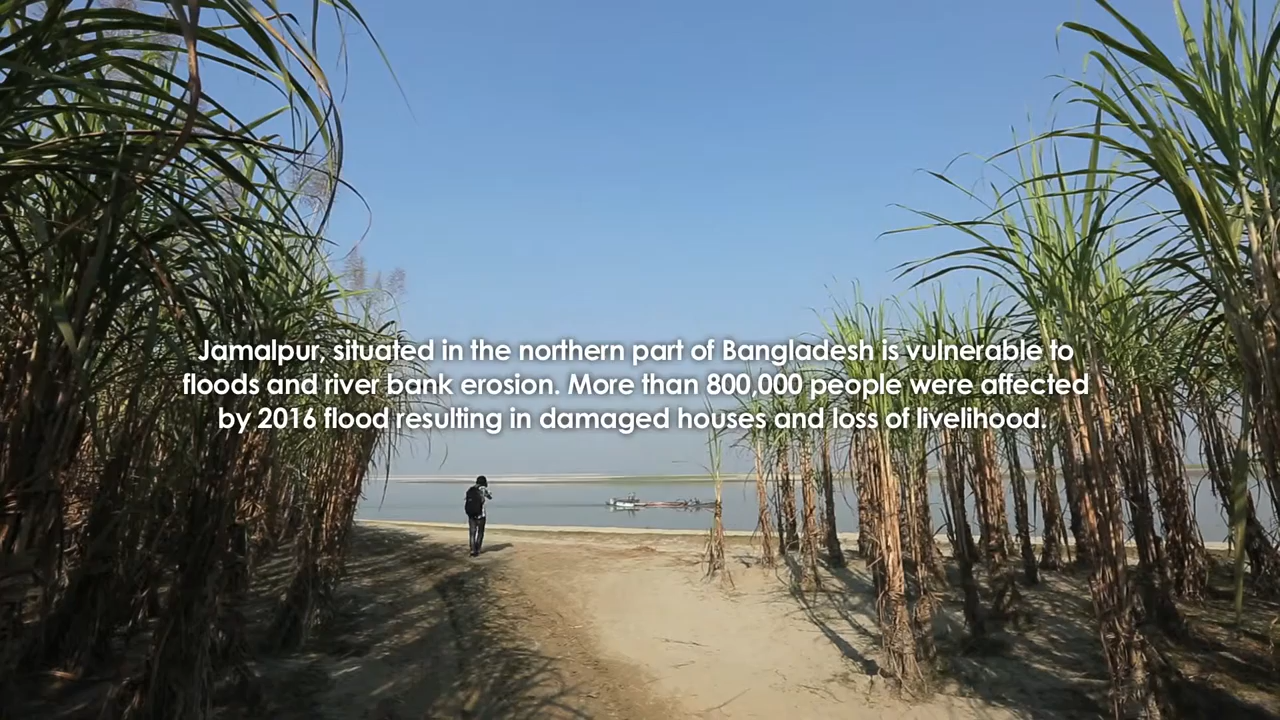 Jamalpur, situated in the northern part of Bangladesh is vulnerable to
floods and river bank erosion. More than 800,000 people were affected
by 2016 flood resulting in damaged houses and loss of livelihood.